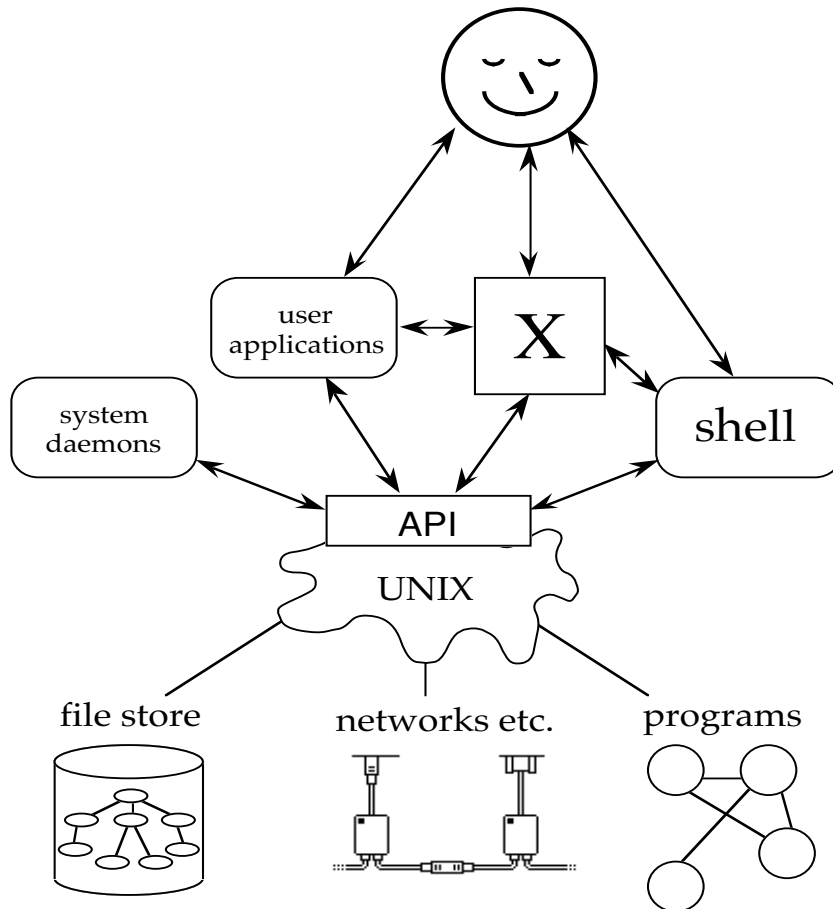 user
applications
X
system
daemons
shell
API
UNIX
file store
networks etc.
programs